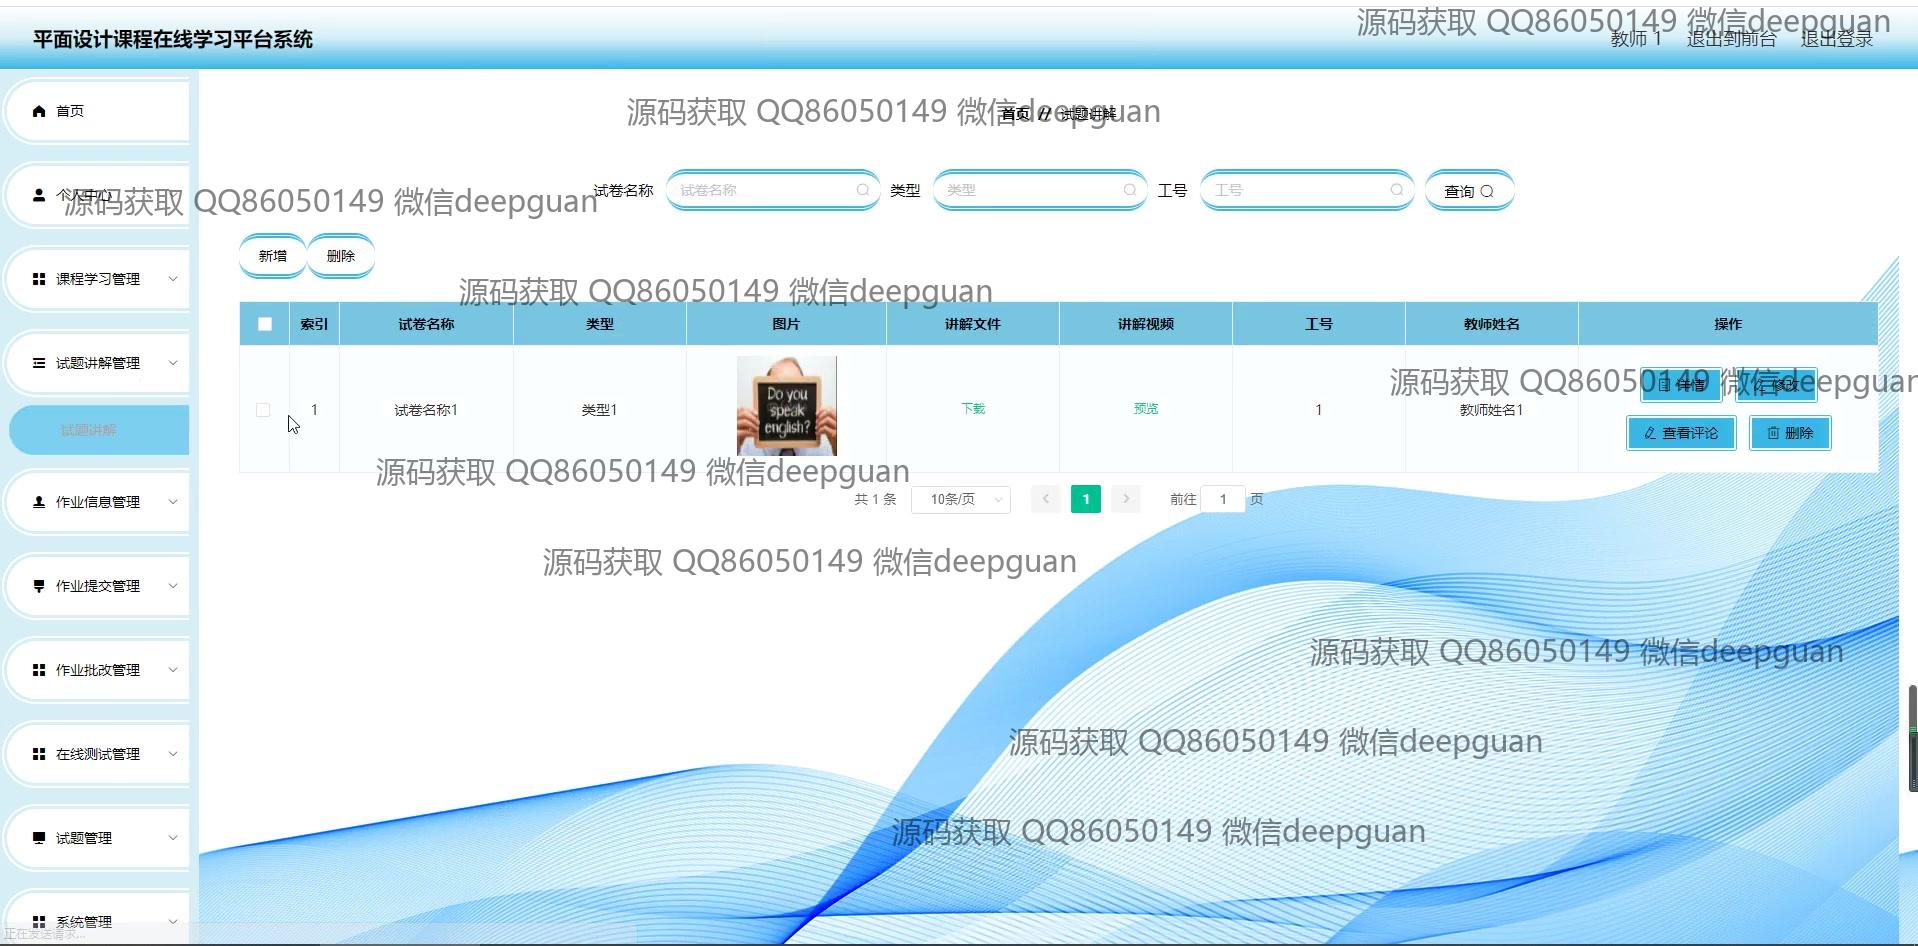 源码获取 QQ86050149 微信deepguan
平面设计课程在线学习平台系统
教师 1 退出到前台 退出登录
首页
源码获取 QQ86050149 微信deepguan
首页 // 试题讲解
个人中心
源码获取 QQ86050149 微信deepguan
试卷名称 试卷名称 类型 类型 工号 工号 查询
新增 删除
课程学习管理
源码获取 QQ86050149 微信deepguan
索引 试卷名称 类型 图片 讲解文件 讲解视频 工号 教师姓名 操作
试题讲解管理
源码获取 QQ86050149 微信deepguan
详情 修改
1 试卷名称1 类型1 下载 预览 1 教师姓名1
Do you
speak
english?
试题讲解
查看评论 删除
源码获取 QQ86050149 微信deepguan
作业信息管理
共 1 条 10条/页 1 前往 1 页
源码获取 QQ86050149 微信deepguan
作业提交管理
源码获取 QQ86050149 微信deepguan
作业批改管理
源码获取 QQ86050149 微信deepguan
在线测试管理
源码获取 QQ86050149 微信deepguan
试题管理
系统管理
正在发送请求...